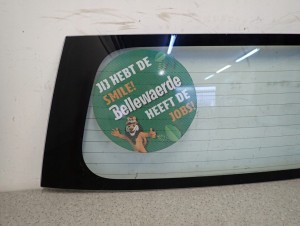 JIJ HEBT DE
SMILE!
Bellewaerde
HEEFT DE
JOBS!